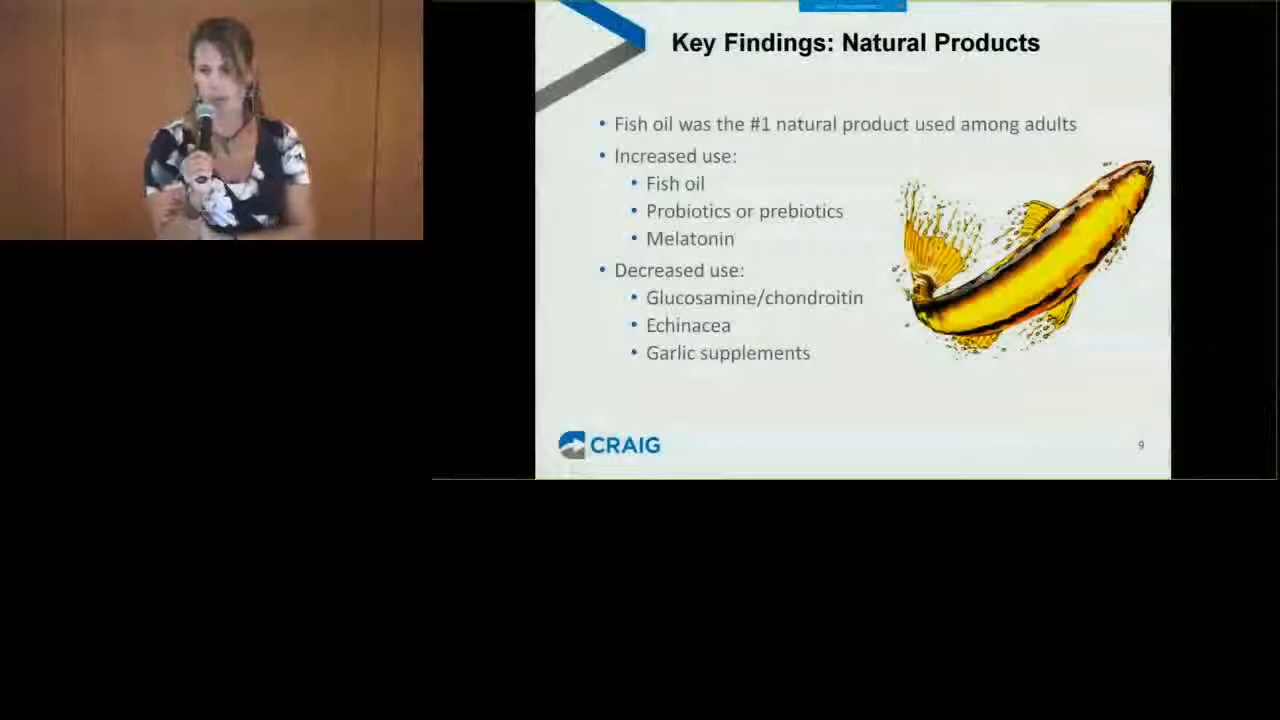 Key Findings: Natural Products
• Fish oil was the #1 natural product used among adults
• Increased use:
• Fish oil
• Probiotics or prebiotics
• Melatonin
• Decreased use:
• Glucosamine/chondroitin
• Echinacea
• Garlic supplements
CRAIG
9